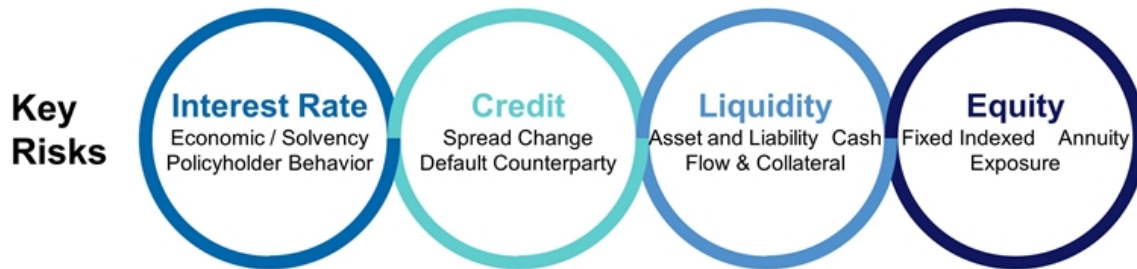 Key
Risks
Interest Rate
Economic / Solvency
Policyholder Behavior
Credit
Spread Change
Default Counterparty
Liquidity
Asset and Liability Cash
Flow & Collateral
Equity
Fixed Indexed Annuity
Exposure